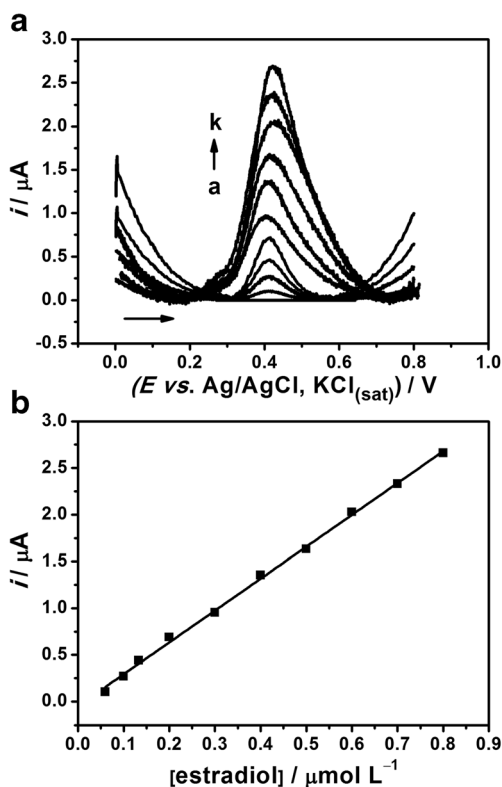 a
3.0
2.5
2.0
1.5
1.0
0.5
0.0
-0.5
i / μA
k
a
0.0 0.2 0.4 0.6 0.8 1.0
(E vs. Ag/AgCl, KCl(sat)) / V
b
3.0
2.5
2.0
1.5
1.0
0.5
0.0
i / μA
0.0 0.1 0.2 0.3 0.4 0.5 0.6 0.7 0.8 0.9
[estradiol] / μmol L⁻¹